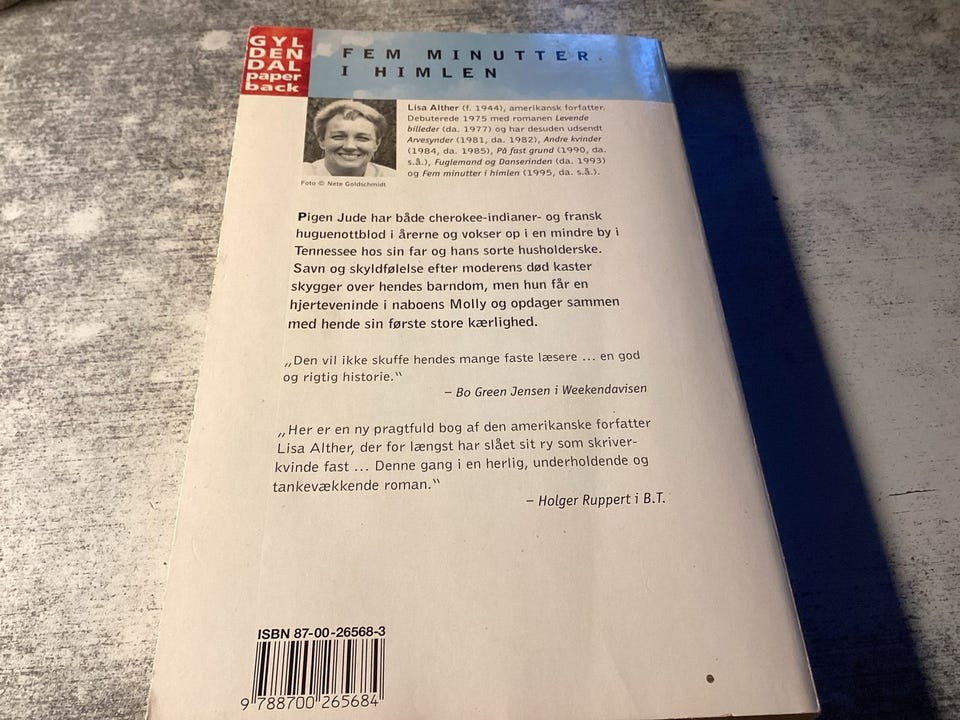 GYL
DEN
DAL
paper
back
FEM MINUTTER
I HIMLEN
Lisa Alther (f. 1944), amerikansk forfatter.
Debuterede 1975 med romanen Levende
billeder (da. 1977) og har desuden udsendt
Arvesynder (1981, da. 1982), Andre kvinder
(1984, da. 1985), På fast grund (1990, da.
s.å.), Fuglemand og Danserinden (da. 1993)
og Fem minutter i himlen (1995, da. s.å.).
Foto © Nete Goldschmidt
Pigen Jude har både cherokee-indianer- og fransk
huguenottblod i årerne og vokser op i en mindre by i
Tennessee hos sin far og hans sorte husholderske.
Savn og skyldfølelse efter moderens død kaster
skygger over hendes barndom, men hun får en
hjerteveninde i naboens Molly og opdager sammen
med hende sin første store kærlighed.
„Den vil ikke skuffe hendes mange faste læsere ... en god
og rigtig historie.“
– Bo Green Jensen i Weekendavisen
„Her er en ny pragtfuld bog af den amerikanske forfatter
Lisa Alther, der for længst har slået sit ry som skriver-
kvinde fast ... Denne gang i en herlig, underholdende og
tankevækkende roman.“
– Holger Ruppert i B.T.
ISBN 87-00-26568-3
9 788700 265684